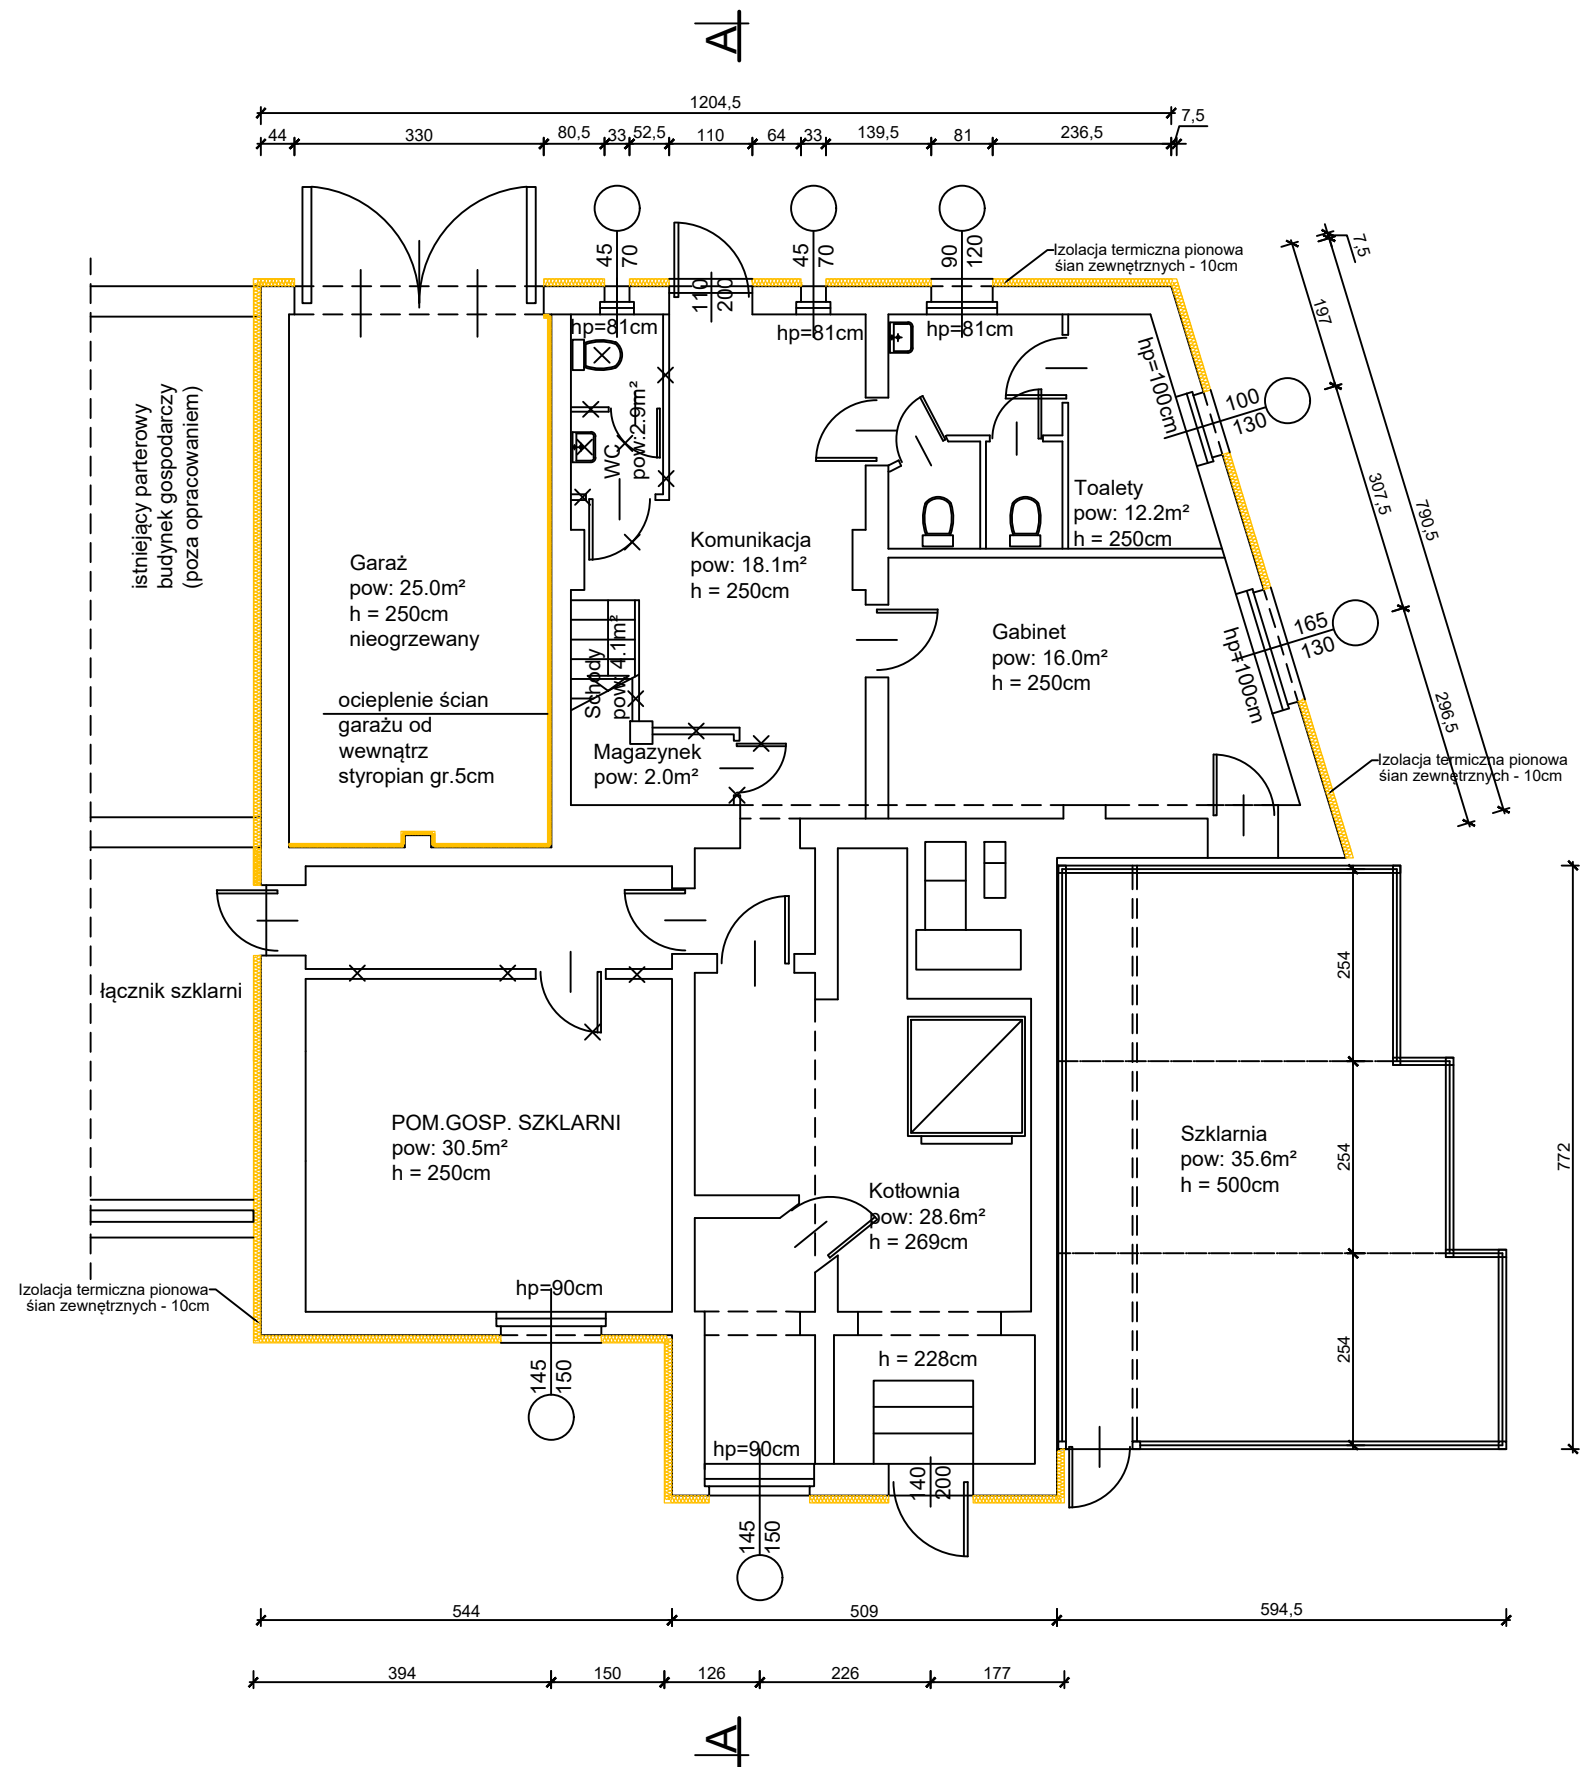 A
1204,5
7,5
44
330
80,5
33
52,5
110
64
33
139,5
81
236,5
45
70
45
70
90
120
110
200
Izolacja termiczna pionowa
śian zewnętrznych - 10cm
7,5
197
307,5
790,5
296,5
hp=81cm
hp=81cm
hp=81cm
hp=100cm
100
130
istniejący parterowy
budynek gospodarczy
(poza opracowaniem)
WC
pow:2.9m²
Toalety
pow: 12.2m²
h = 250cm
Komunikacja
pow: 18.1m²
h = 250cm
Garaż
pow: 25.0m²
h = 250cm
nieogrzewany
165
130
hp=100cm
Gabinet
pow: 16.0m²
h = 250cm
Schody
pow: 4.1m²
ocieplenie ścian
garażu od
wewnątrz
styropian gr.5cm
Magazynek
pow: 2.0m²
Izolacja termiczna pionowa
śian zewnętrznych - 10cm
łącznik szklarni
254
254
254
772
POM.GOSP. SZKLARNI
pow: 30.5m²
h = 250cm
Szklarnia
pow: 35.6m²
h = 500cm
Kotłownia
pow: 28.6m²
h = 269cm
Izolacja termiczna pionowa
śian zewnętrznych - 10cm
hp=90cm
145
150
h = 228cm
hp=90cm
140
200
145
150
544
509
594,5
394
150
126
226
177
A